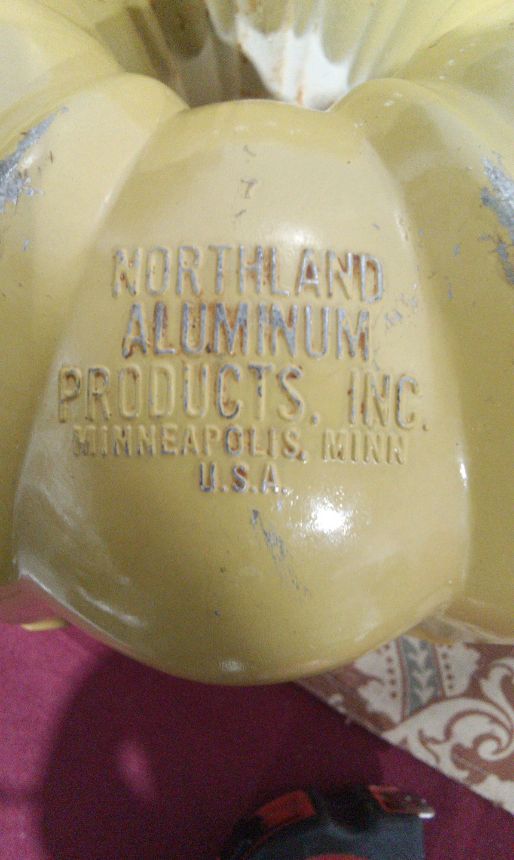 NORTHLAND
ALUMINUM
PRODUCTS, INC.
MINNEAPOLIS, MINN
U.S.A.